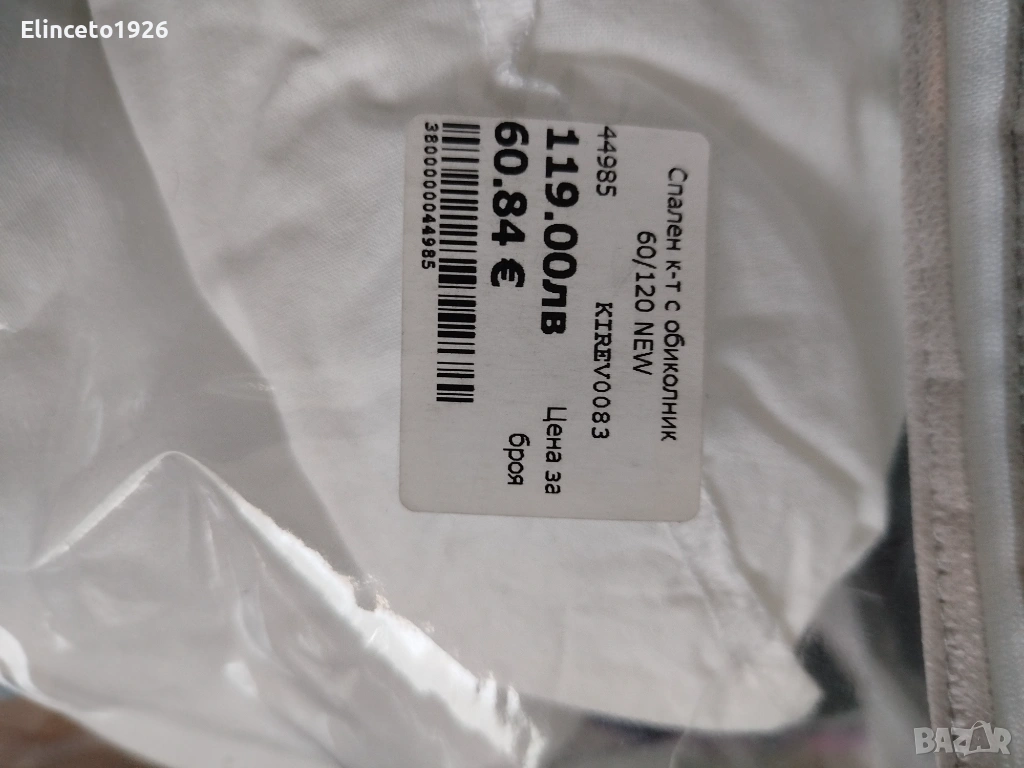 Elinceto1926
Спален к-т с обиколник
60/120 NEW
44985 KIREV0083
119.00лв Цена за
60.84 € броя
3800000044985
BAZAR